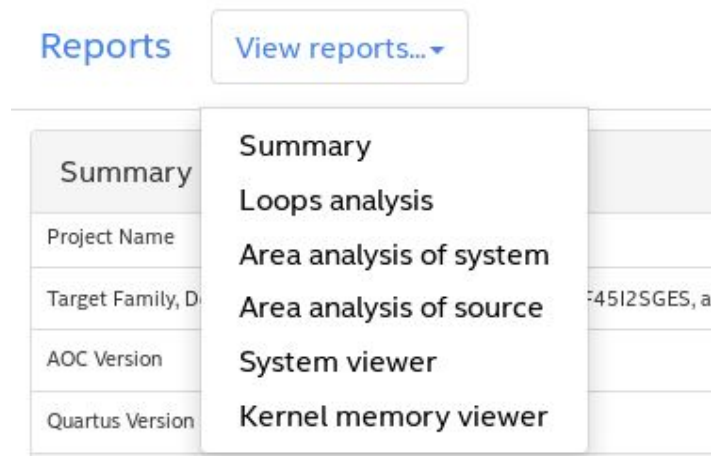 Reports View reports...
Summary
Loops analysis
Area analysis of system
Area analysis of source
System viewer
Kernel memory viewer
Summary
Project Name
Target Family, D F45I2SGES, a
AOC Version
Quartus Version